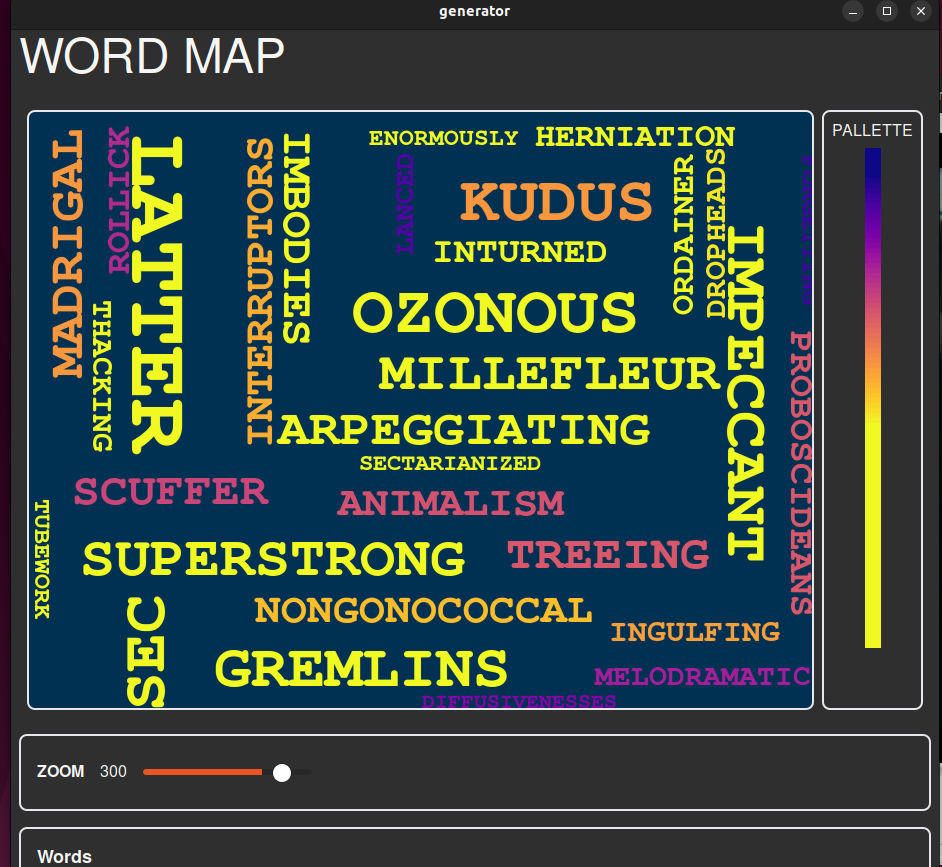 generator
WORD MAP
PALLETTE
MADRIGAL
ROLLICK
LATTER
INTERRUPTORS
IMBODIES
ENORMOUSLY
HERNIATION
LANCED
KUDUS
ORDAINER
DROPHEADS
INTURNED
IMPECCANT
OZONOUS
THACKING
PROBOSCIDEANS
MILLEFLEUR
ARPEGGIATING
SECTARIANIZED
SCUFFER
ANIMALISM
TUBEWORK
SUPERSTRONG
TREEING
SEC
NONGONOCOCCAL
INGULFING
GREMLINS
MELODRAMATIC
DIFFUSIVENESSES
ZOOM 300
Words